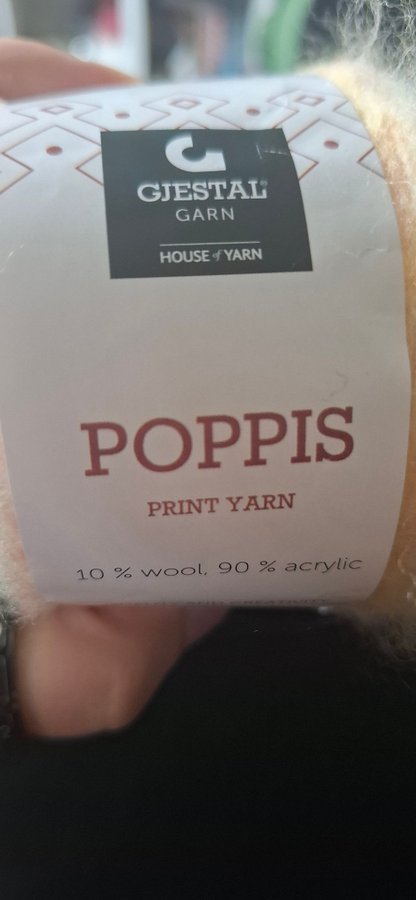 GJESTAL
GARN
HOUSE of YARN
POPPIS
PRINT YARN
10 % wool, 90 % acrylic